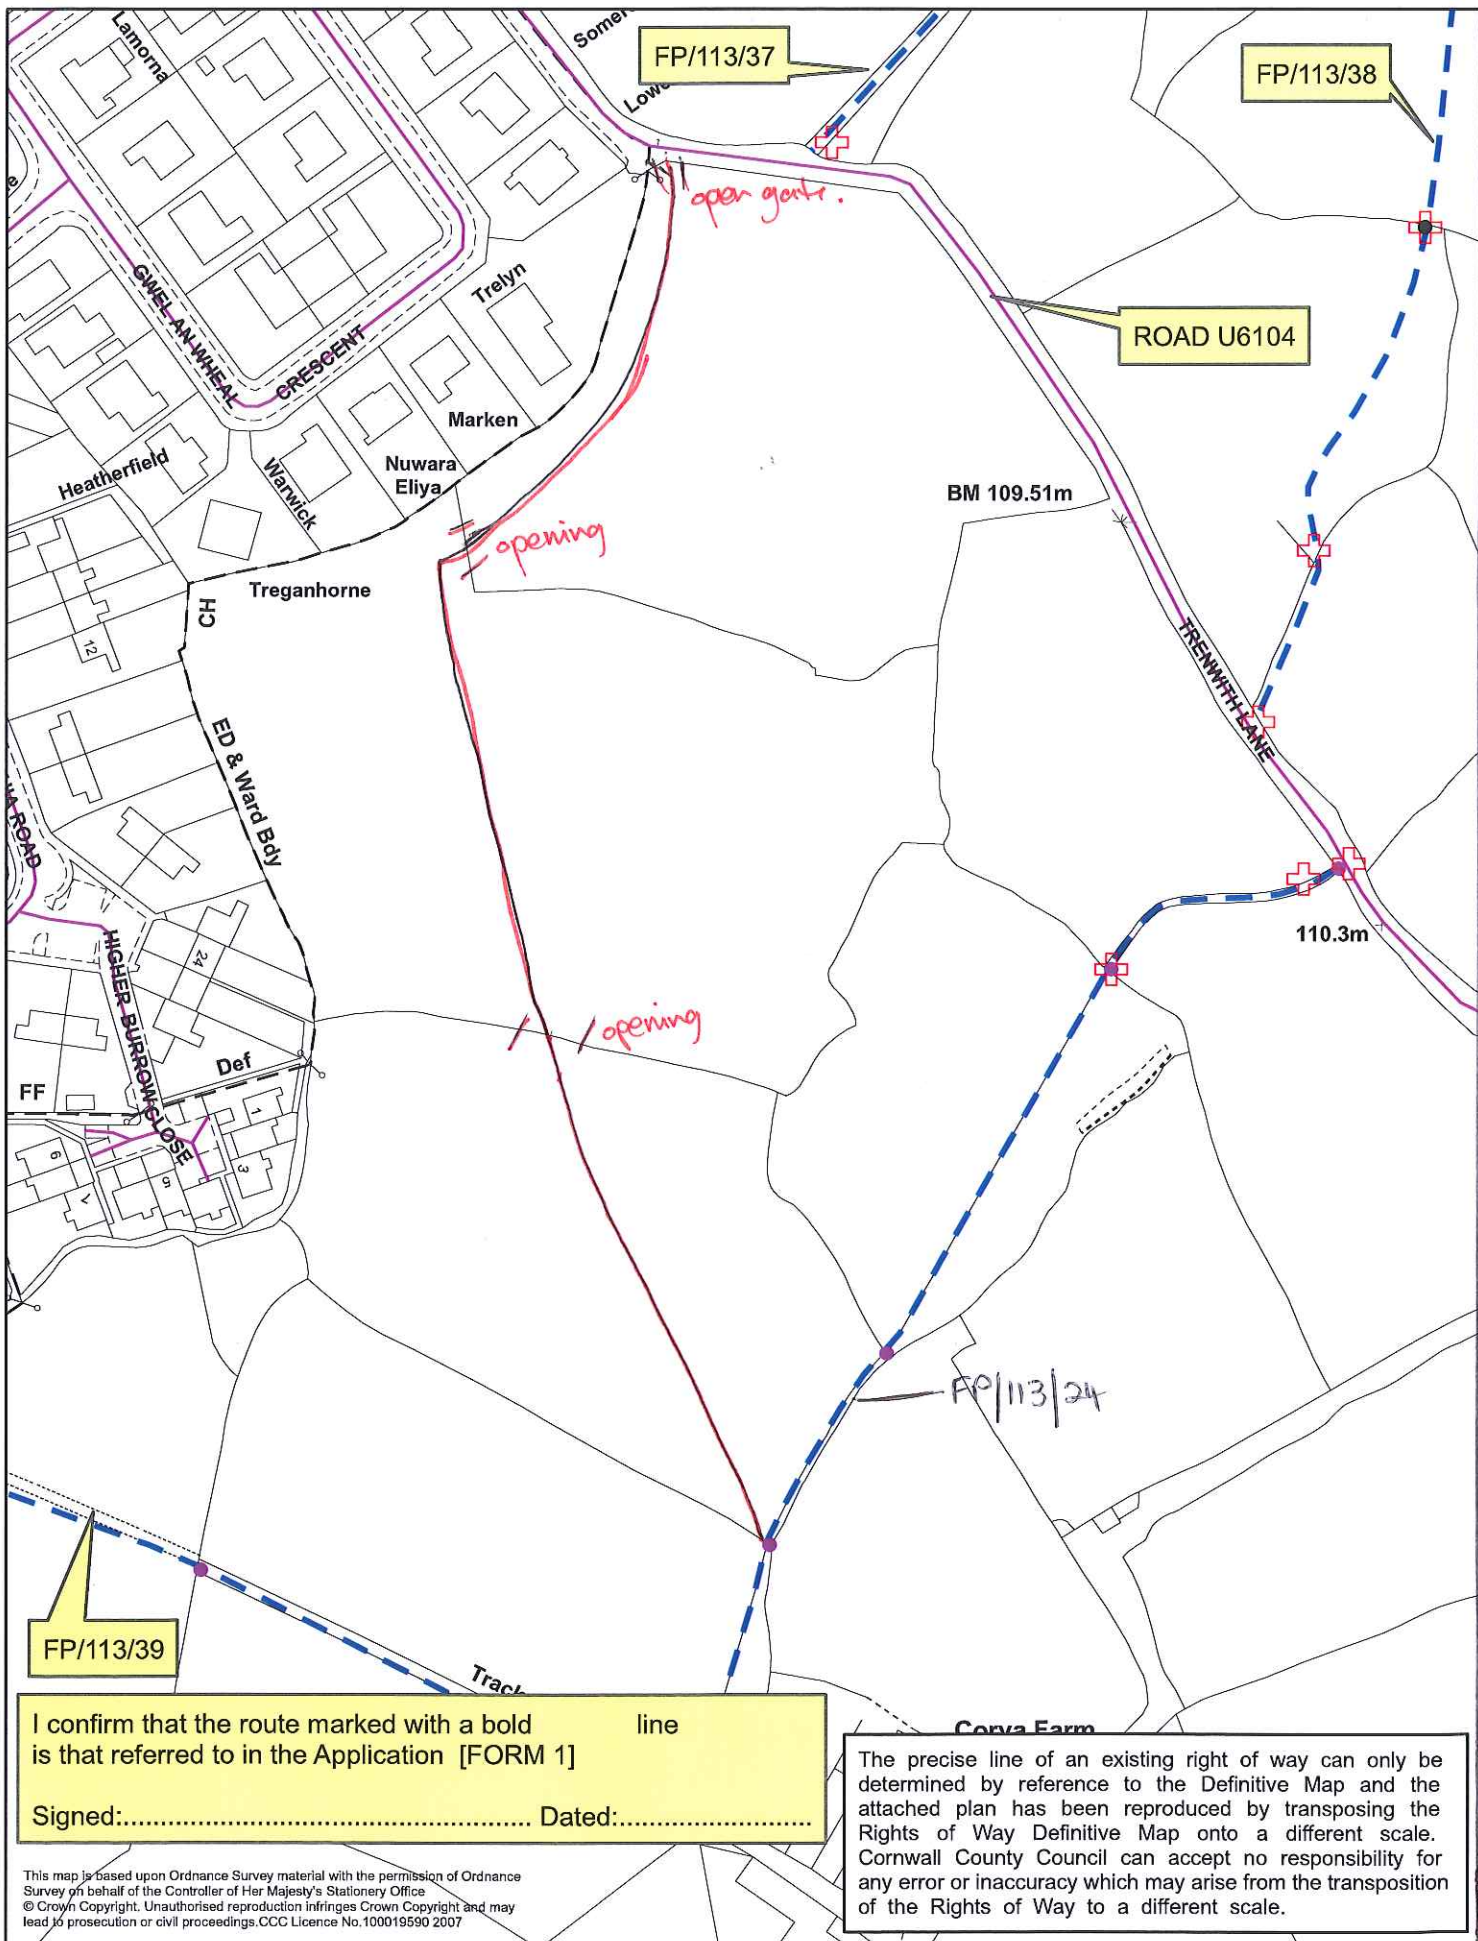 Lamorna
FP/113/37
FP/113/38
open gate.
Trelyn
ROAD U6104
GWEL AN WHEAL
CRESCENT
Marken
Nuwara
Eliya
Heatherfield
Warwick
BM 109.51m
opening
Treganhorne
CH
12
TRENWITH LANE
ED & Ward Bdy
ROAD
HIGHER BURROW CLOSE
24
110.3m
opening
Def
FF
1
3
5
6
FP/113/24
FP/113/39
Track
Corva Farm
I confirm that the route marked with a bold line
is that referred to in the Application [FORM 1]
Signed:.................................................... Dated:........................
The precise line of an existing right of way can only be
determined by reference to the Definitive Map and the
attached plan has been reproduced by transposing the
Rights of Way Definitive Map onto a different scale.
Cornwall County Council can accept no responsibility for
any error or inaccuracy which may arise from the transposition
of the Rights of Way to a different scale.
This map is based upon Ordnance Survey material with the permission of Ordnance
Survey on behalf of the Controller of Her Majesty's Stationery Office
© Crown Copyright. Unauthorised reproduction infringes Crown Copyright and may
lead to prosecution or civil proceedings.CCC Licence No.100019590 2007